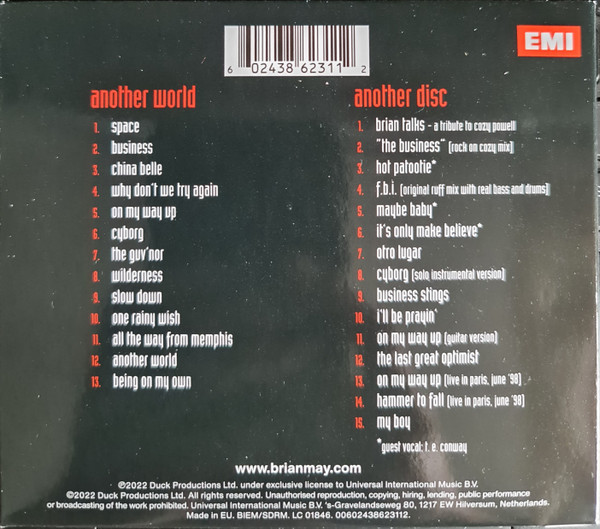 EMI
6 02438 62311 2
another world
1. space
2. business
3. china belle
4. why don't we try again
5. on my way up
6. cyborg
7. the guv'nor
8. wilderness
9. slow down
10. one rainy wish
11. all the way from memphis
12. another world
13. being on my own
another disc
1. brian talks - a tribute to cozy powell
2. "the business" (rock on cozy mix)
3. hot patootie*
4. f.b.i. (original ruff mix with real bass and drums)
5. maybe baby*
6. it's only make believe*
7. otro lugar
8. cyborg (solo instrumental version)
9. business stings
10. i'll be prayin'
11. on my way up (guitar version)
12. the last great optimist
13. on my way up (live in paris, june '98)
14. hammer to fall (live in paris, june '98)
15. my boy
*guest vocal: t. e. conway
www.brianmay.com
℗2022 Duck Productions Ltd. under exclusive license to Universal International Music B.V.
©2022 Duck Productions Ltd. All rights reserved. Unauthorised reproduction, copying, hiring, lending, public performance
or broadcasting of the work prohibited. Universal International Music B.V. 's-Gravelandseweg 80, 1217 EW Hilversum, Netherlands.
Made in EU. BIEM/SDRM. LC 01846. 00602438623112.